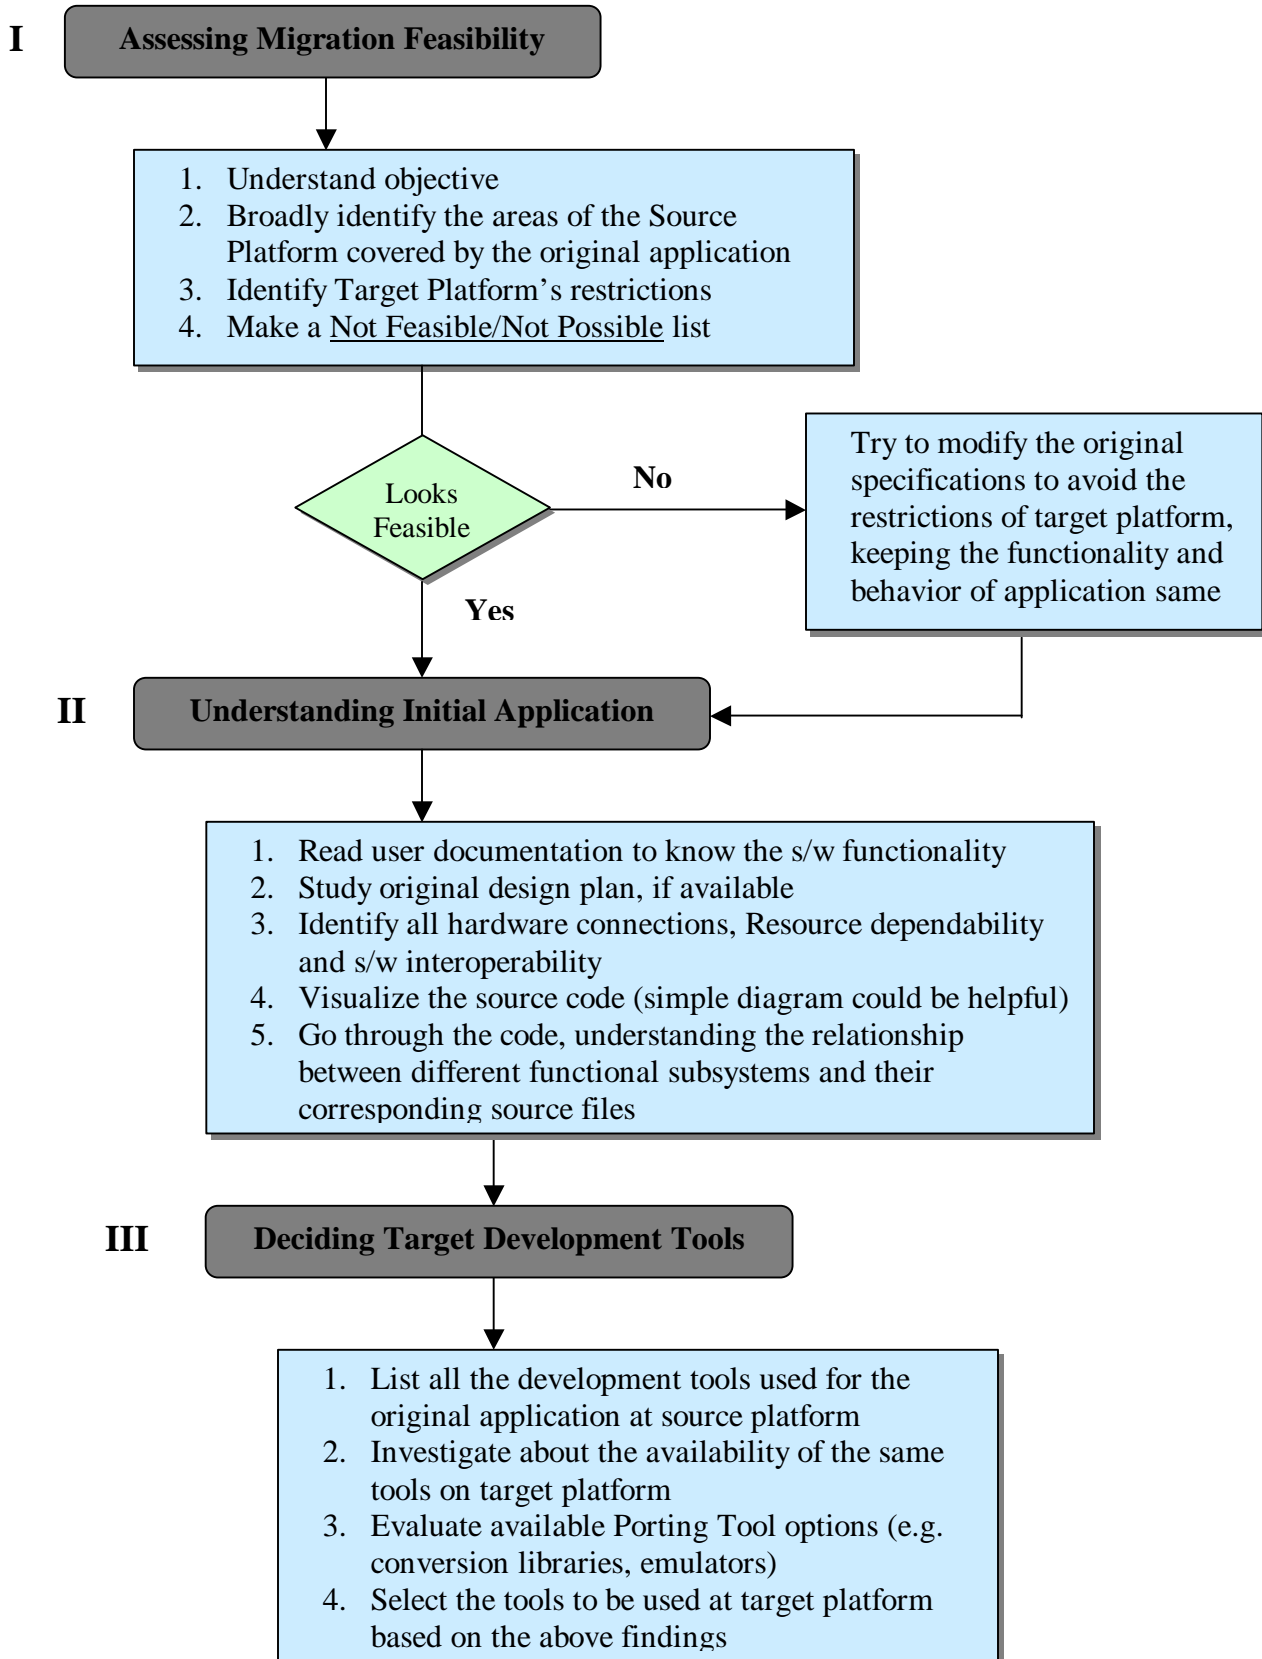 I
Assessing Migration Feasibility
1. Understand objective
2. Broadly identify the areas of the Source
Platform covered by the original application
3. Identify Target Platform’s restrictions
4. Make a Not Feasible/Not Possible list
Looks
Feasible
No
Try to modify the original
specifications to avoid the
restrictions of target platform,
keeping the functionality and
behavior of application same
Yes
II
Understanding Initial Application
1. Read user documentation to know the s/w functionality
2. Study original design plan, if available
3. Identify all hardware connections, Resource dependability
and s/w interoperability
4. Visualize the source code (simple diagram could be helpful)
5. Go through the code, understanding the relationship
between different functional subsystems and their
corresponding source files
III
Deciding Target Development Tools
1. List all the development tools used for the
original application at source platform
2. Investigate about the availability of the same
tools on target platform
3. Evaluate available Porting Tool options (e.g.
conversion libraries, emulators)
4. Select the tools to be used at target platform
based on the above findings